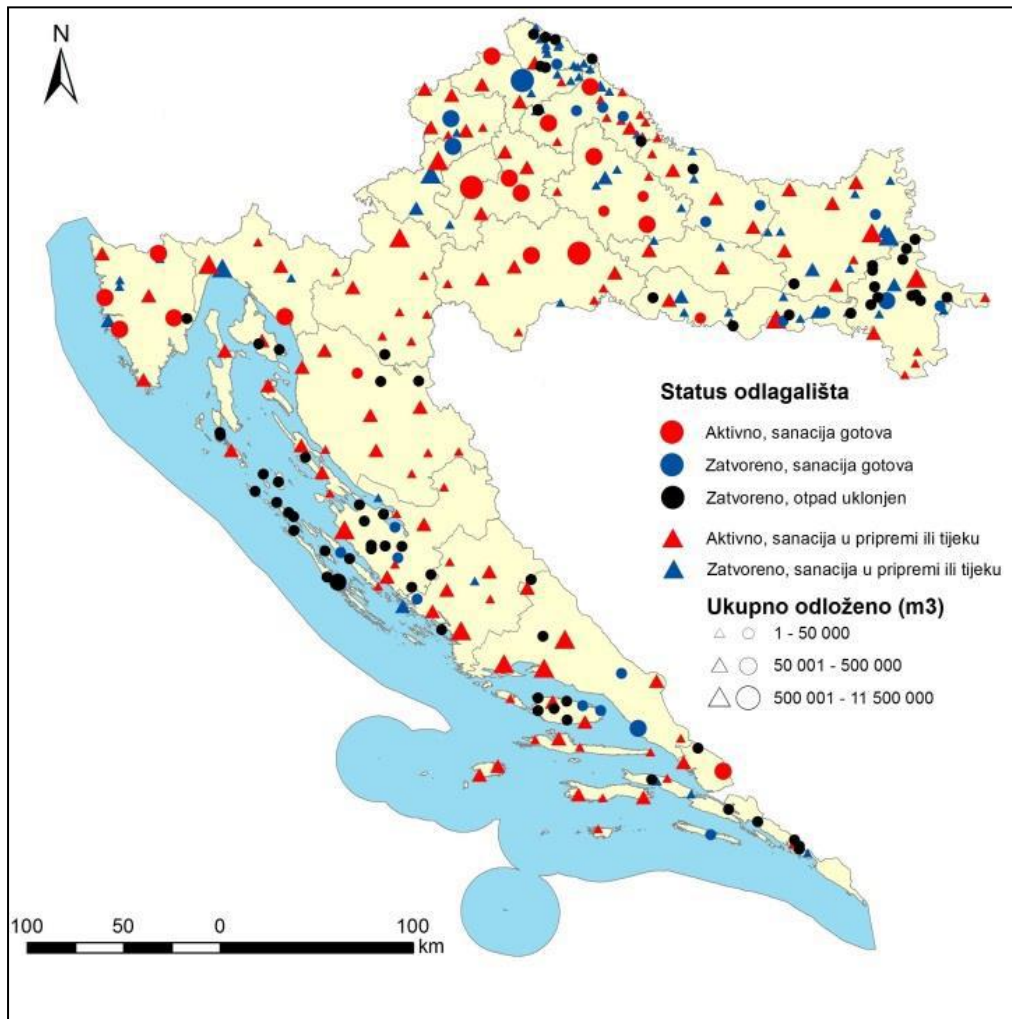 N
Status odlagališta
Aktivno, sanacija gotova
Zatvoreno, sanacija gotova
Zatvoreno, otpad uklonjen
Aktivno, sanacija u pripremi ili tijeku
Zatvoreno, sanacija u pripremi ili tijeku
Ukupno odloženo (m3)
1 - 50 000
50 001 - 500 000
500 001 - 11 500 000
100 50 0 100
km